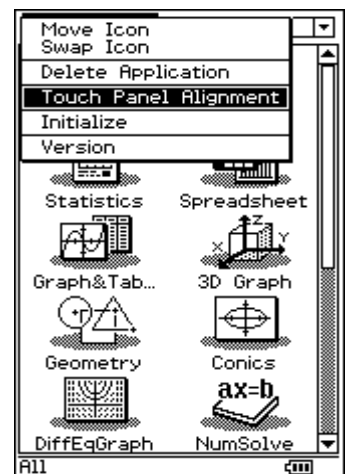 Move Icon
Swap Icon
Delete Application
Touch Panel Alignment
Initialize
Version
Statistics Spreadsheet
Z
X Y
Graph&Tab... 3D Graph
Geometry Conics
ax=b
DiffEqGraph NumSolve
All